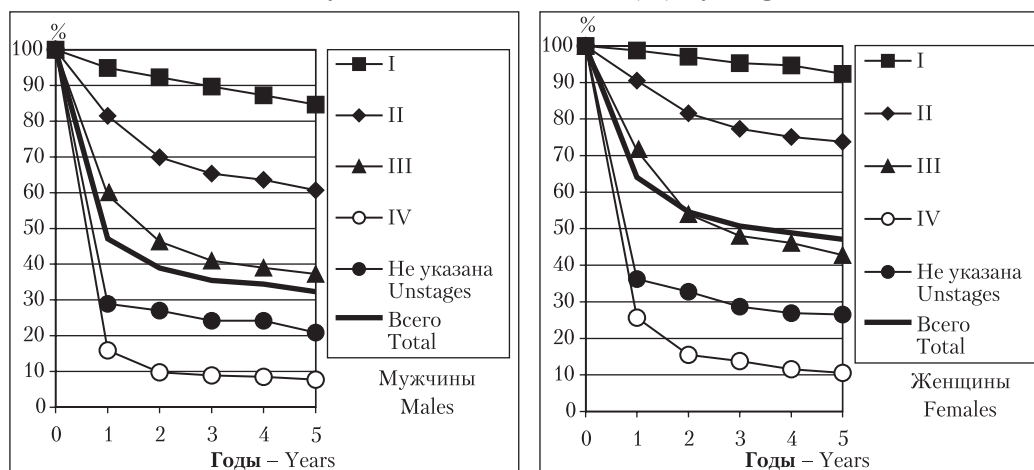 %
100
90
80
70
60
50
40
30
20
10
0
0 1 2 3 4 5
Годы – Years
I
II
III
IV
Не указана
Unstages
Всего
Total
Мужчины
Males
%
100
90
80
70
60
50
40
30
20
10
0
0 1 2 3 4 5
Годы – Years
I
II
III
IV
Не указана
Unstages
Всего
Total
Женщины
Females